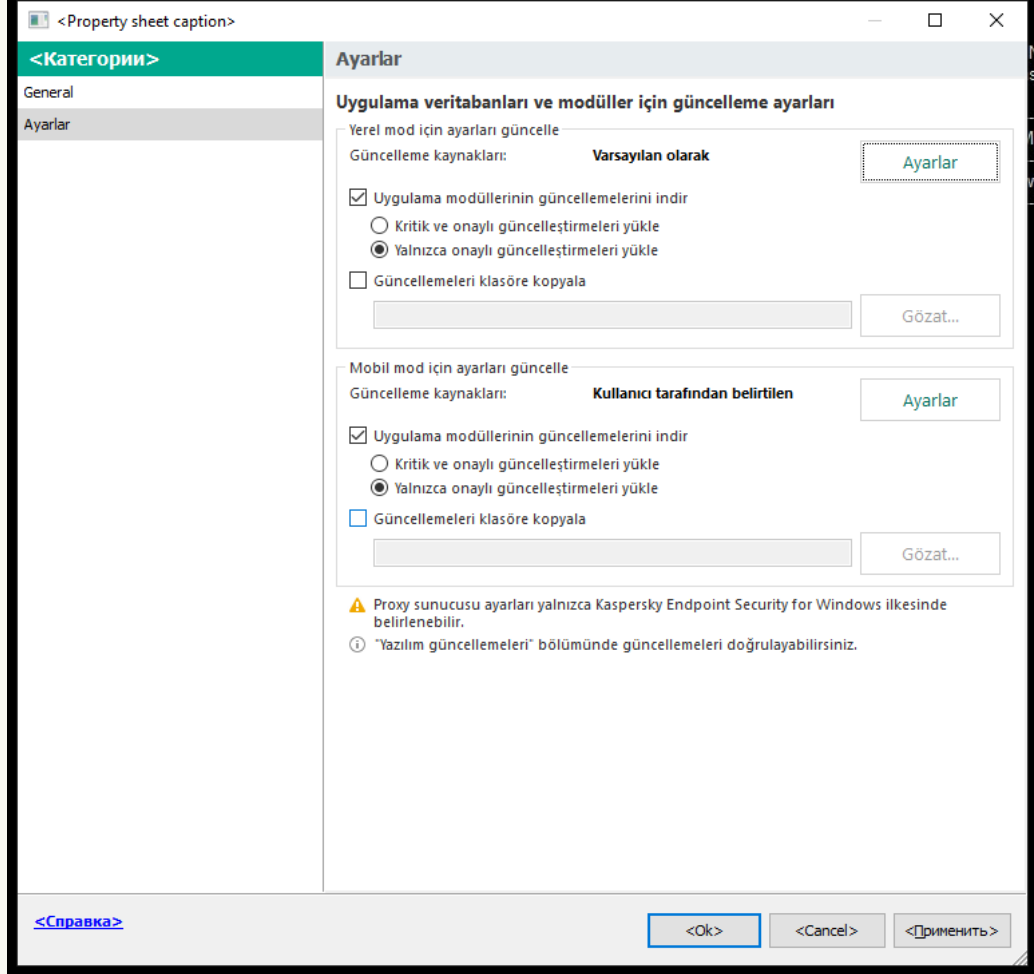 <Property sheet caption>
<Категории>
General
Ayarlar
Ayarlar
Uygulama veritabanları ve modüller için güncelleme ayarları
Yerel mod için ayarları güncelle
Güncelleme kaynakları: Varsayılan olarak
Ayarlar
Uygulama modüllerinin güncellemelerini indir
Kritik ve onaylı güncelleştirmeleri yükle
Yalnızca onaylı güncelleştirmeleri yükle
Güncellemeleri klasöre kopyala
Gözat...
Mobil mod için ayarları güncelle
Güncelleme kaynakları: Kullanıcı tarafından belirtilen
Ayarlar
Uygulama modüllerinin güncellemelerini indir
Kritik ve onaylı güncelleştirmeleri yükle
Yalnızca onaylı güncelleştirmeleri yükle
Güncellemeleri klasöre kopyala
Gözat...
Proxy sunucusu ayarları yalnızca Kaspersky Endpoint Security for Windows ilkesinde
belirlenebilir.
"Yazılım güncellemeleri" bölümünde güncellemeleri doğrulayabilirsiniz.
<Справка>
<Ok> <Cancel> <Применить>